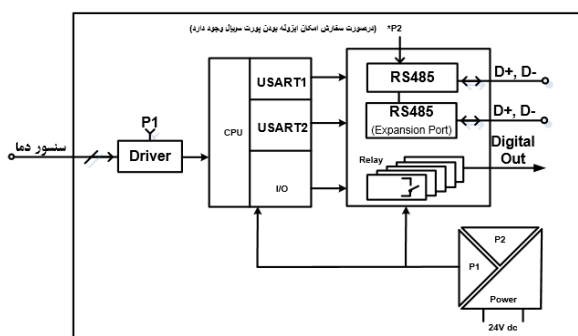 (درصورت سفارش امکان ایزوله بودن پورت سریال وجود دارد) *P2
USART1
RS485
D+, D-
P1
CPU
USART2
RS485
(Expansion Port)
D+, D-
سنسور دما
Driver
Relay
Digital
Out
I/O
P2
P1
Power
24V dc